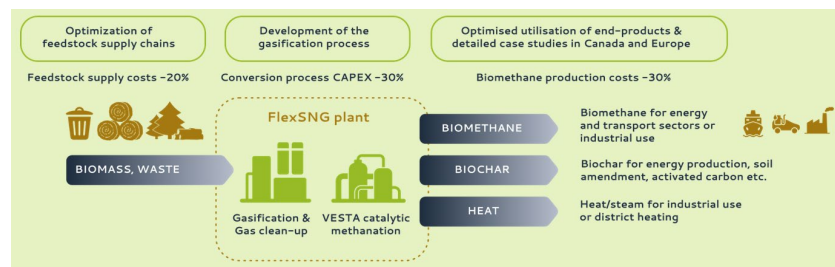 Optimization of
feedstock supply chains
Development of the
gasification process
Optimised utilisation of end-products &
detailed case studies in Canada and Europe
Feedstock supply costs -20%
Conversion process CAPEX -30%
Biomethane production costs -30%
FlexSNG plant
BIOMASS, WASTE
Gasification &
Gas clean-up
VESTA catalytic
methanation
BIOMETHANE
Biomethane for energy
and transport sectors or
industrial use
BIOCHAR
Biochar for energy production, soil
amendment, activated carbon etc.
HEAT
Heat/steam for industrial use
or district heating